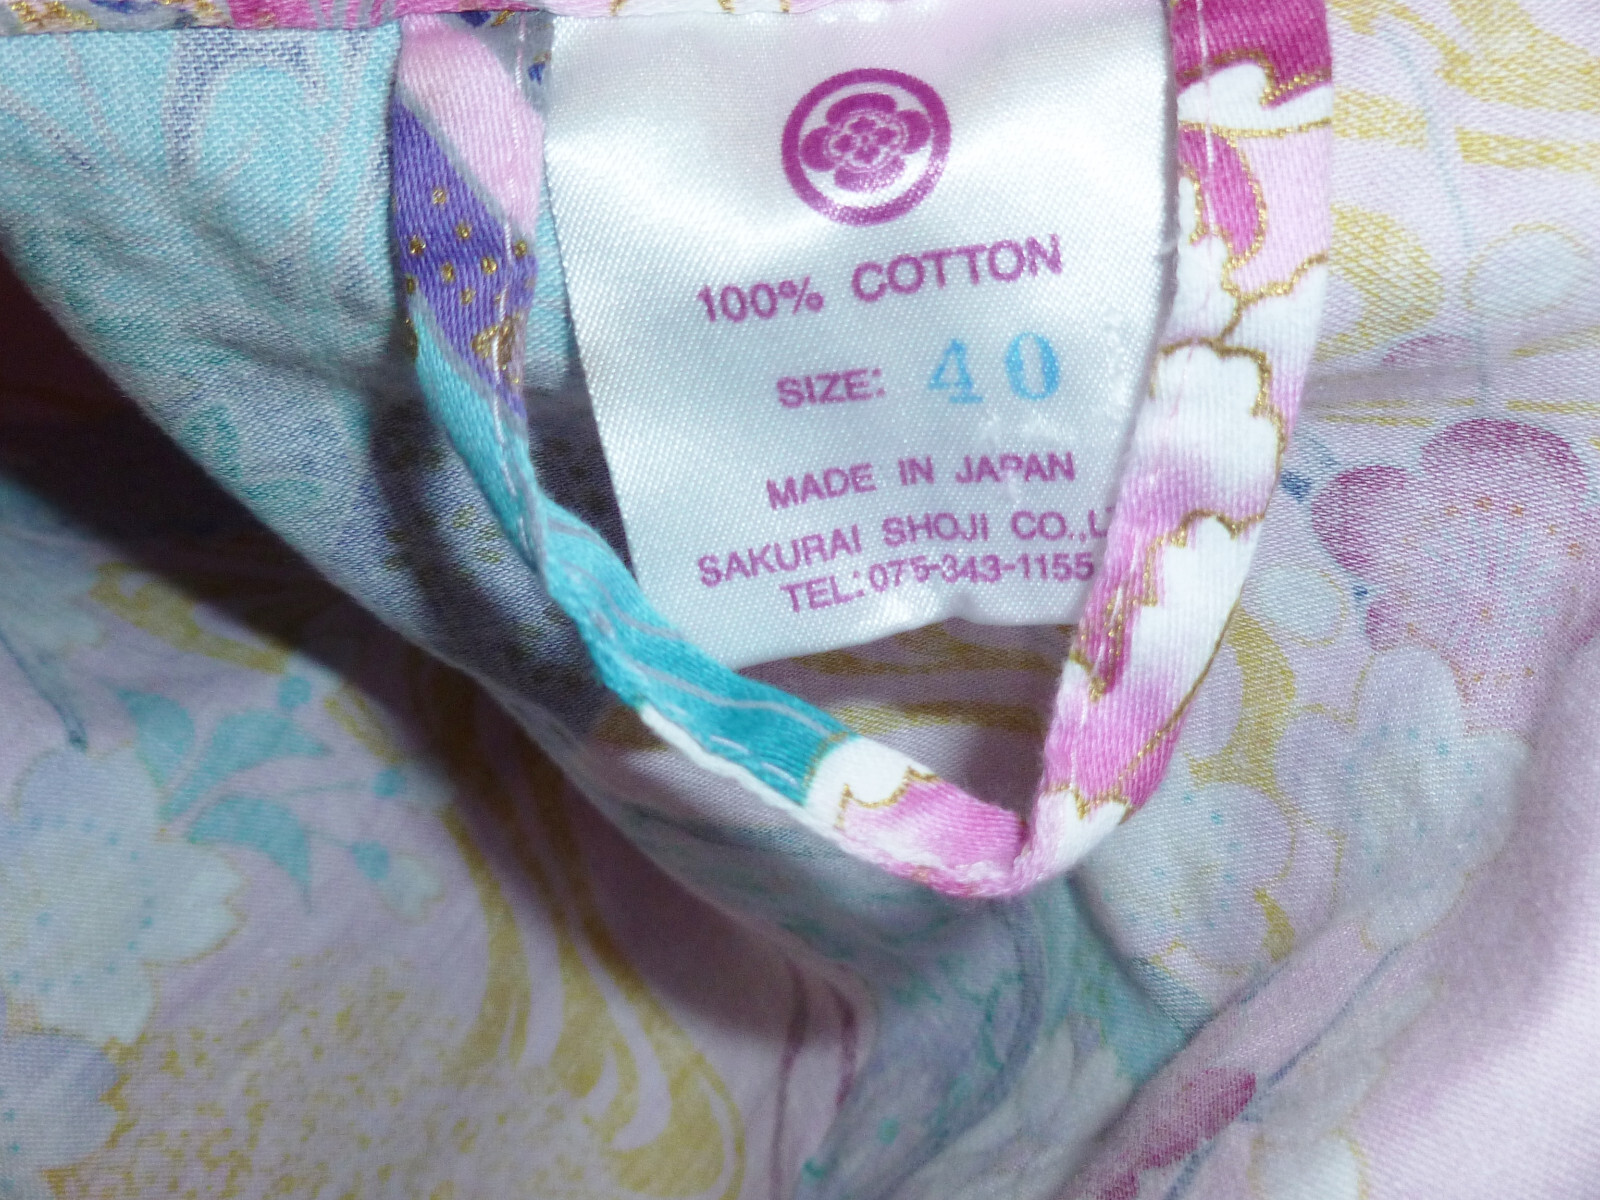 100% COTTON
SIZE: 40
MADE IN JAPAN
SAKURAI SHOJI CO.,L
TEL:075-343-1155